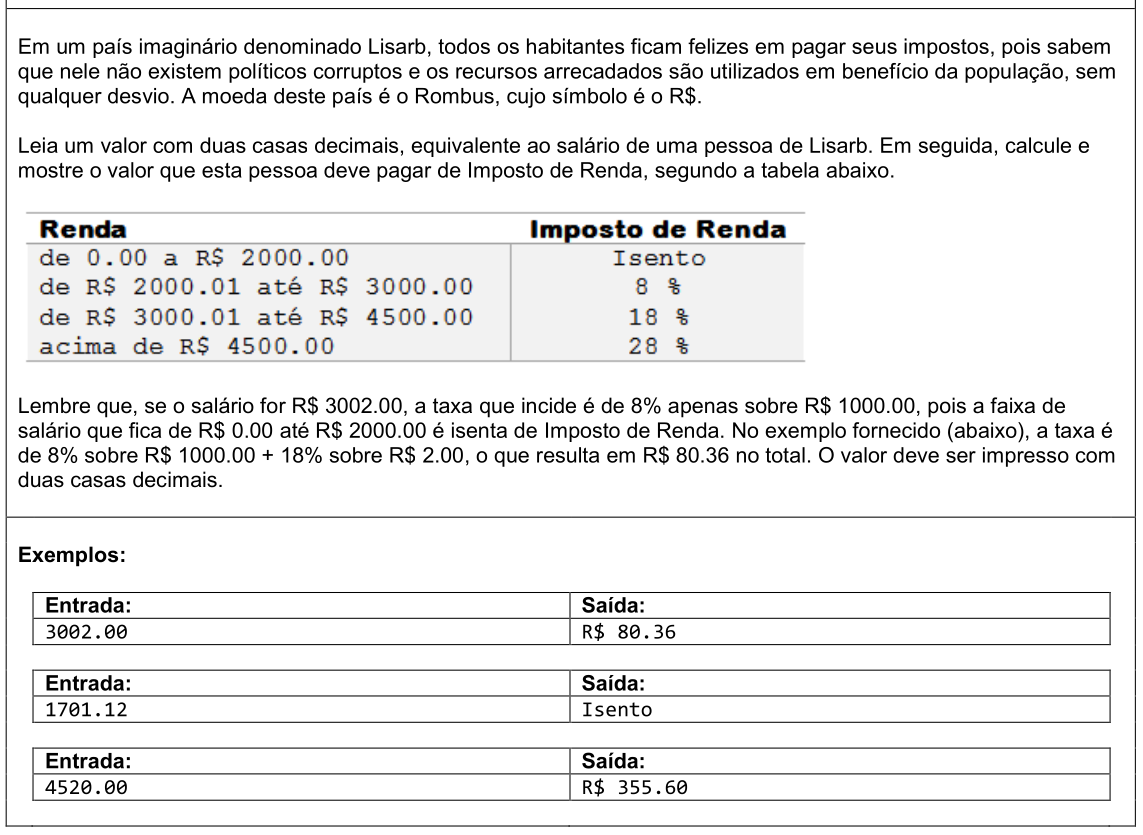 Em um país imaginário denominado Lisarb, todos os habitantes ficam felizes em pagar seus impostos, pois sabem
que nele não existem políticos corruptos e os recursos arrecadados são utilizados em benefício da população, sem
qualquer desvio. A moeda deste país é o Rombus, cujo símbolo é o R$.
Leia um valor com duas casas decimais, equivalente ao salário de uma pessoa de Lisarb. Em seguida, calcule e
mostre o valor que esta pessoa deve pagar de Imposto de Renda, segundo a tabela abaixo.
Renda Imposto de Renda
de 0.00 a R$ 2000.00 Isento
de R$ 2000.01 até R$ 3000.00 8 %
de R$ 3000.01 até R$ 4500.00 18 %
acima de R$ 4500.00 28 %
Lembre que, se o salário for R$ 3002.00, a taxa que incide é de 8% apenas sobre R$ 1000.00, pois a faixa de
salário que fica de R$ 0.00 até R$ 2000.00 é isenta de Imposto de Renda. No exemplo fornecido (abaixo), a taxa é
de 8% sobre R$ 1000.00 + 18% sobre R$ 2.00, o que resulta em R$ 80.36 no total. O valor deve ser impresso com
duas casas decimais.
Exemplos:
Entrada: Saída:
3002.00 R$ 80.36
Entrada: Saída:
1701.12 Isento
Entrada: Saída:
4520.00 R$ 355.60